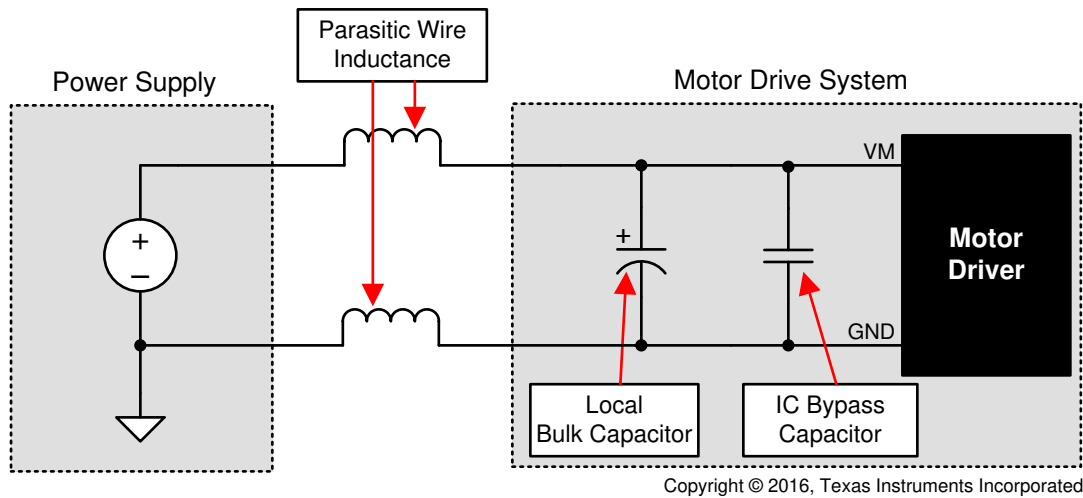 Parasitic Wire
Inductance
Power Supply
Motor Drive System
VM
+
–
+
Motor
Driver
GND
Local
Bulk Capacitor
IC Bypass
Capacitor
Copyright © 2016, Texas Instruments Incorporated